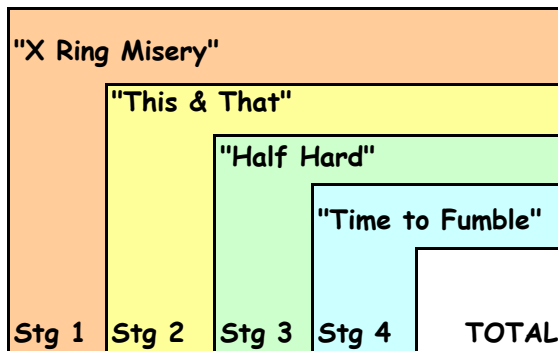 "X Ring Misery"
"This & That"
"Half Hard"
"Time to Fumble"
Stg 1 Stg 2 Stg 3 Stg 4 TOTAL